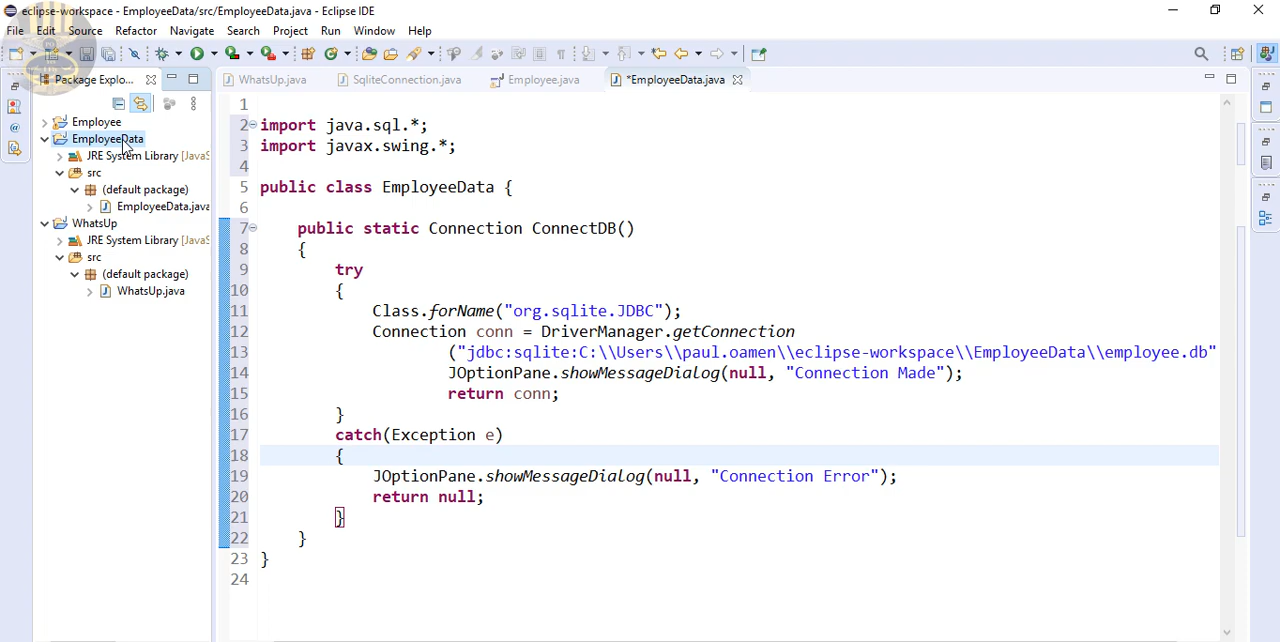 eclipse-workspace - EmployeeData/src/EmployeeData.java - Eclipse IDE
File Edit Source Refactor Navigate Search Project Run Window Help
Package Explo...
WhatsUp.java SqliteConnection.java Employee.java *EmployeeData.java
Employee
EmployeeData
JRE System Library [JavaS
src
(default package)
EmployeeData.java
WhatsUp
JRE System Library [JavaS
src
(default package)
WhatsUp.java
1
2 import java.sql.*;
3 import javax.swing.*;
4
5 public class EmployeeData {
6
7 public static Connection ConnectDB()
8 {
9 try
10 {
11 Class.forName("org.sqlite.JDBC");
12 Connection conn = DriverManager.getConnection
13 ("jdbc:sqlite:C:\\Users\\paul.oamen\\eclipse-workspace\\EmployeeData\\employee.db"
14 JOptionPane.showMessageDialog(null, "Connection Made");
15 return conn;
16 }
17 catch(Exception e)
18 {
19 JOptionPane.showMessageDialog(null, "Connection Error");
20 return null;
21 }
22 }
23 }
24